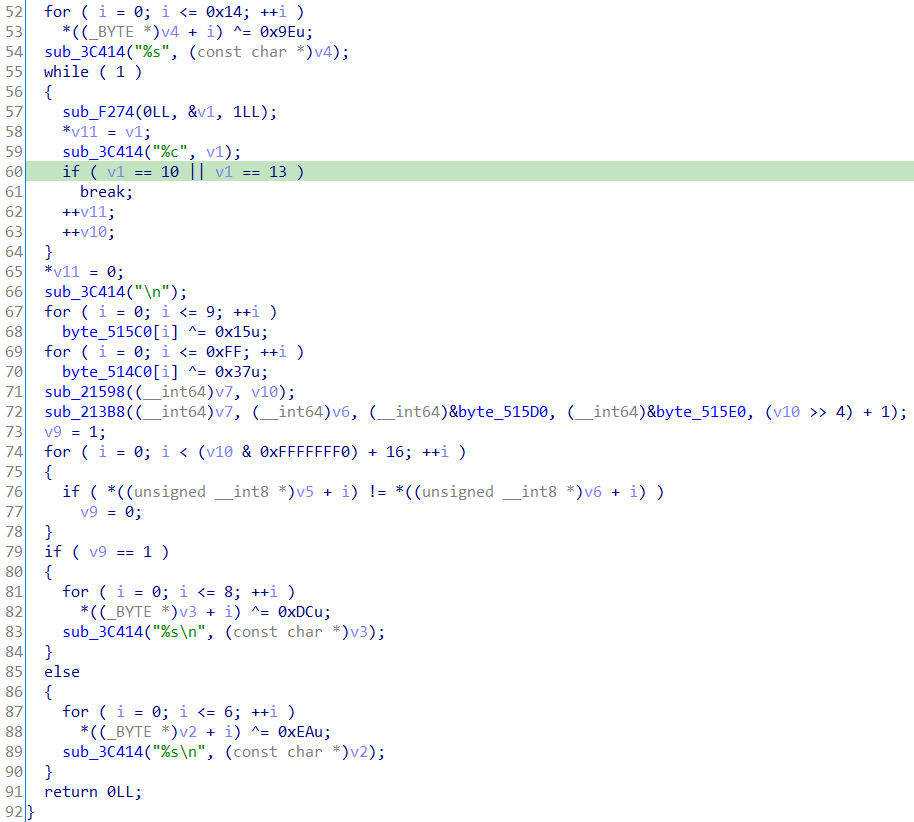 52 for ( i = 0; i <= 0x14; ++i )
53 *((_BYTE *)v4 + i) ^= 0x9Eu;
54 sub_3C414("%s", (const char *)v4);
55 while ( 1 )
56 {
57 sub_F274(0LL, &v1, 1LL);
58 *v11 = v1;
59 sub_3C414("%c", v1);
60 if ( v1 == 10 || v1 == 13 )
61 break;
62 ++v11;
63 ++v10;
64 }
65 *v11 = 0;
66 sub_3C414("\n");
67 for ( i = 0; i <= 9; ++i )
68 byte_515C0[i] ^= 0x15u;
69 for ( i = 0; i <= 0xFF; ++i )
70 byte_514C0[i] ^= 0x37u;
71 sub_21598((__int64)v7, v10);
72 sub_213B8((__int64)v7, (__int64)v6, (__int64)&byte_515D0, (__int64)&byte_515E0, (v10 >> 4) + 1);
73 v9 = 1;
74 for ( i = 0; i < (v10 & 0xFFFFFFF0) + 16; ++i )
75 {
76 if ( *((unsigned __int8 *)v5 + i) != *((unsigned __int8 *)v6 + i) )
77 v9 = 0;
78 }
79 if ( v9 == 1 )
80 {
81 for ( i = 0; i <= 8; ++i )
82 *((_BYTE *)v3 + i) ^= 0xDCu;
83 sub_3C414("%s\n", (const char *)v3);
84 }
85 else
86 {
87 for ( i = 0; i <= 6; ++i )
88 *((_BYTE *)v2 + i) ^= 0xEAu;
89 sub_3C414("%s\n", (const char *)v2);
90 }
91 return 0LL;
92 }